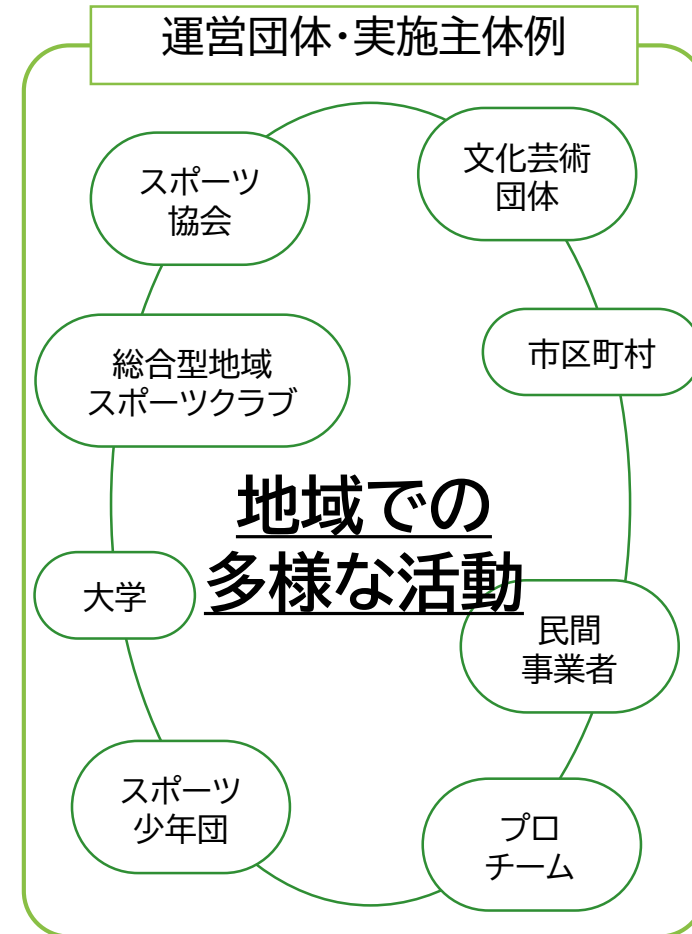 運営団体･実施主体例
スポーツ
協会
文化芸術
団体
総合型地域
スポーツクラブ
市区町村
地域での
多様な活動
大学
民間
事業者
スポーツ
少年団
プロ
チーム